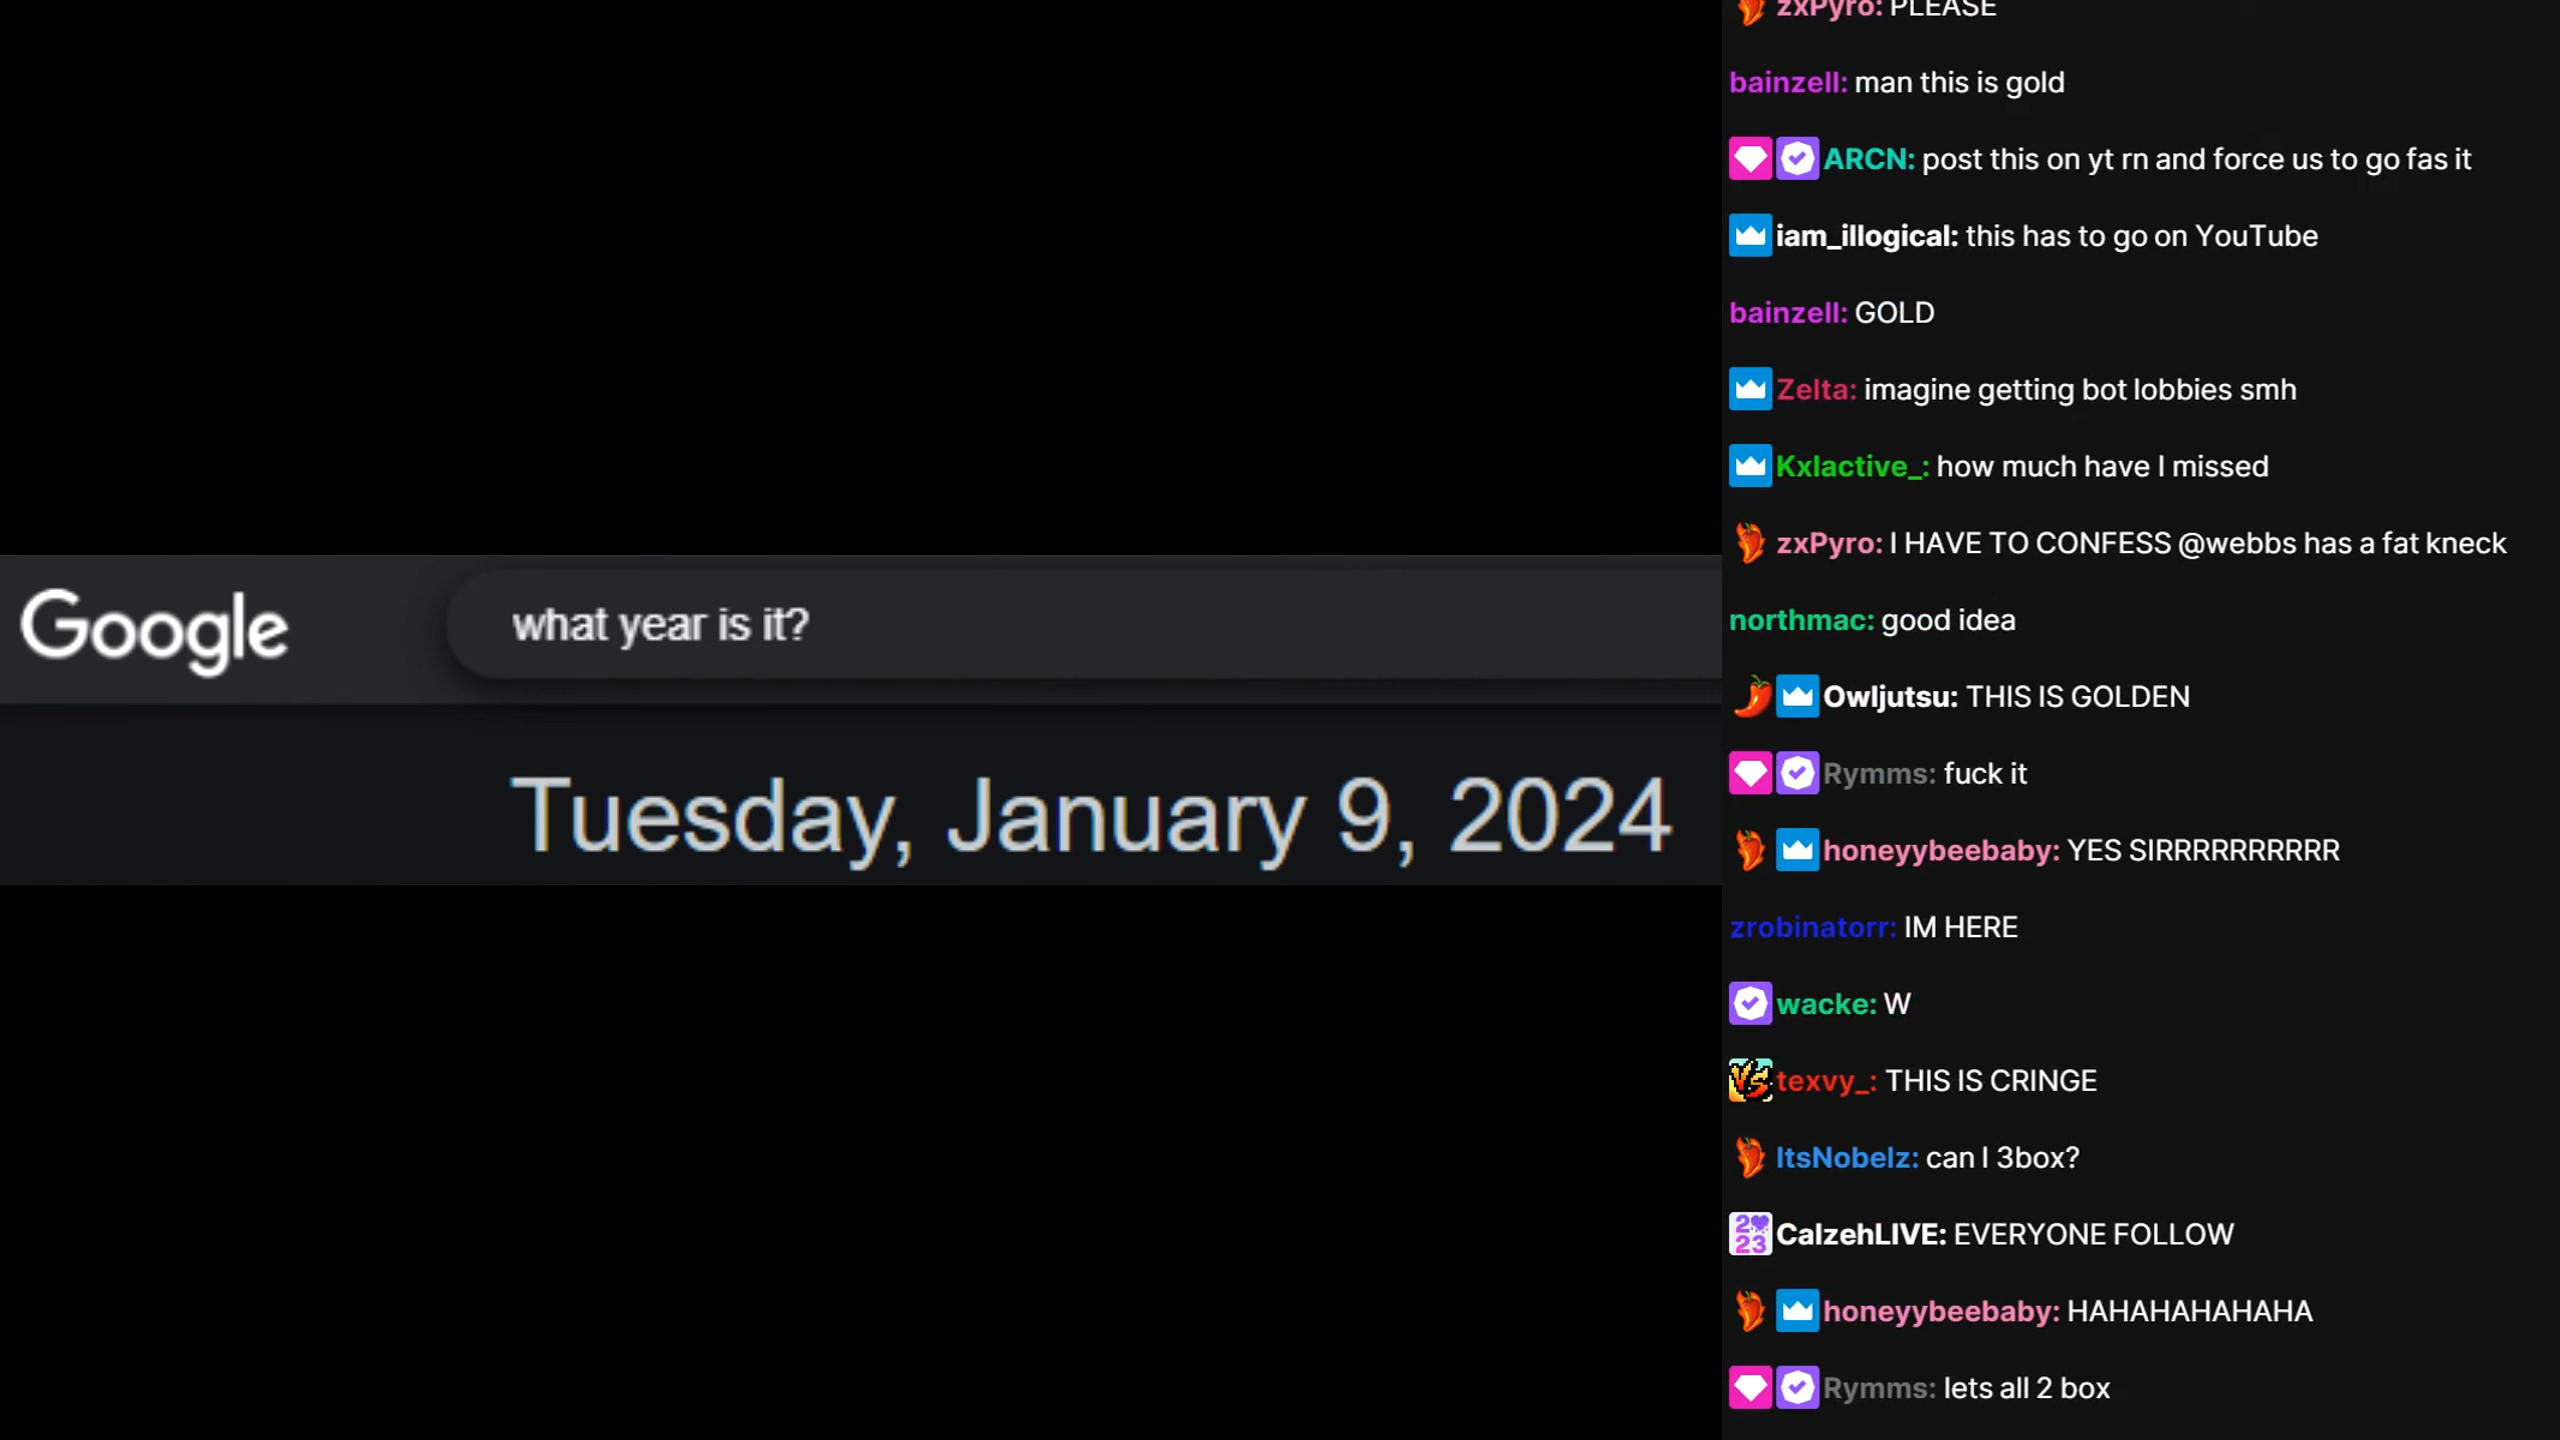 Google
what year is it?
Tuesday, January 9, 2024
zxPyro: PLEASE
bainzell: man this is gold
ARCN: post this on yt rn and force us to go fas it
iam_illogical: this has to go on YouTube
bainzell: GOLD
Zelta: imagine getting bot lobbies smh
Kxlactive_: how much have I missed
zxPyro: I HAVE TO CONFESS @webbs has a fat kneck
northmac: good idea
Owljutsu: THIS IS GOLDEN
Rymms: fuck it
honeyybeebaby: YES SIRRRRRRRRRR
zrobinatorr: IM HERE
wacke: W
texvy_: THIS IS CRINGE
ItsNobelz: can I 3box?
2 23 CalzehLIVE: EVERYONE FOLLOW
honeyybeebaby: HAHAHAHAHAHA
Rymms: lets all 2 box